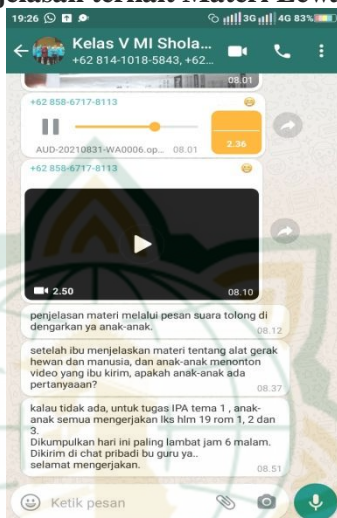 19:26 3G 4G 83%
Kelas V MI Shola...
+62 814-1018-5843, +62...
08.01
+62 858-6717-8113
AUD-20210831-WA0006.op... 08.01
2.36
+62 858-6717-8113
2.50 08.10
penjelasan materi melalui pesan suara tolong di
dengarkan ya anak-anak.
08.12
setelah ibu menjelaskan materi tentang alat gerak
hewan dan manusia, dan anak-anak menonton
video yang ibu kirim, apakah anak-anak ada
pertanyaaan?
08.37
kalau tidak ada, untuk tugas IPA tema 1 , anak-
anak semua mengerjakan lks hlm 19 rom 1, 2 dan
3.
Dikumpulkan hari ini paling lambat jam 6 malam.
Dikirim di chat pribadi bu guru ya..
selamat mengerjakan.
08.51
Ketik pesan